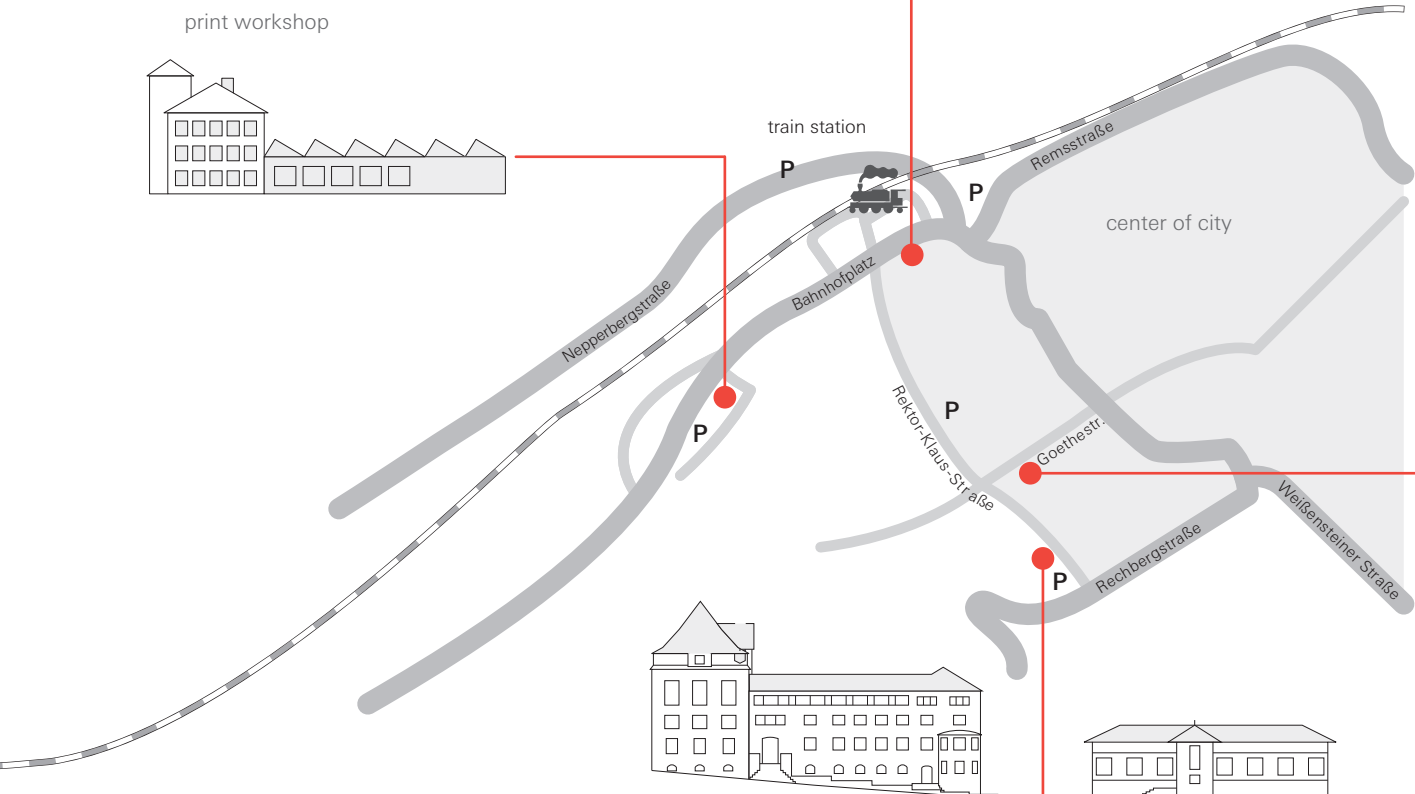 print workshop
train station
P
P
Remsstraße
center of city
Bahnhofplatz
Nepperbergstraße
P
P
Rektor-Klaus-Straße
Goethestr.
Weißensteiner Straße
Rechbergstraße
P